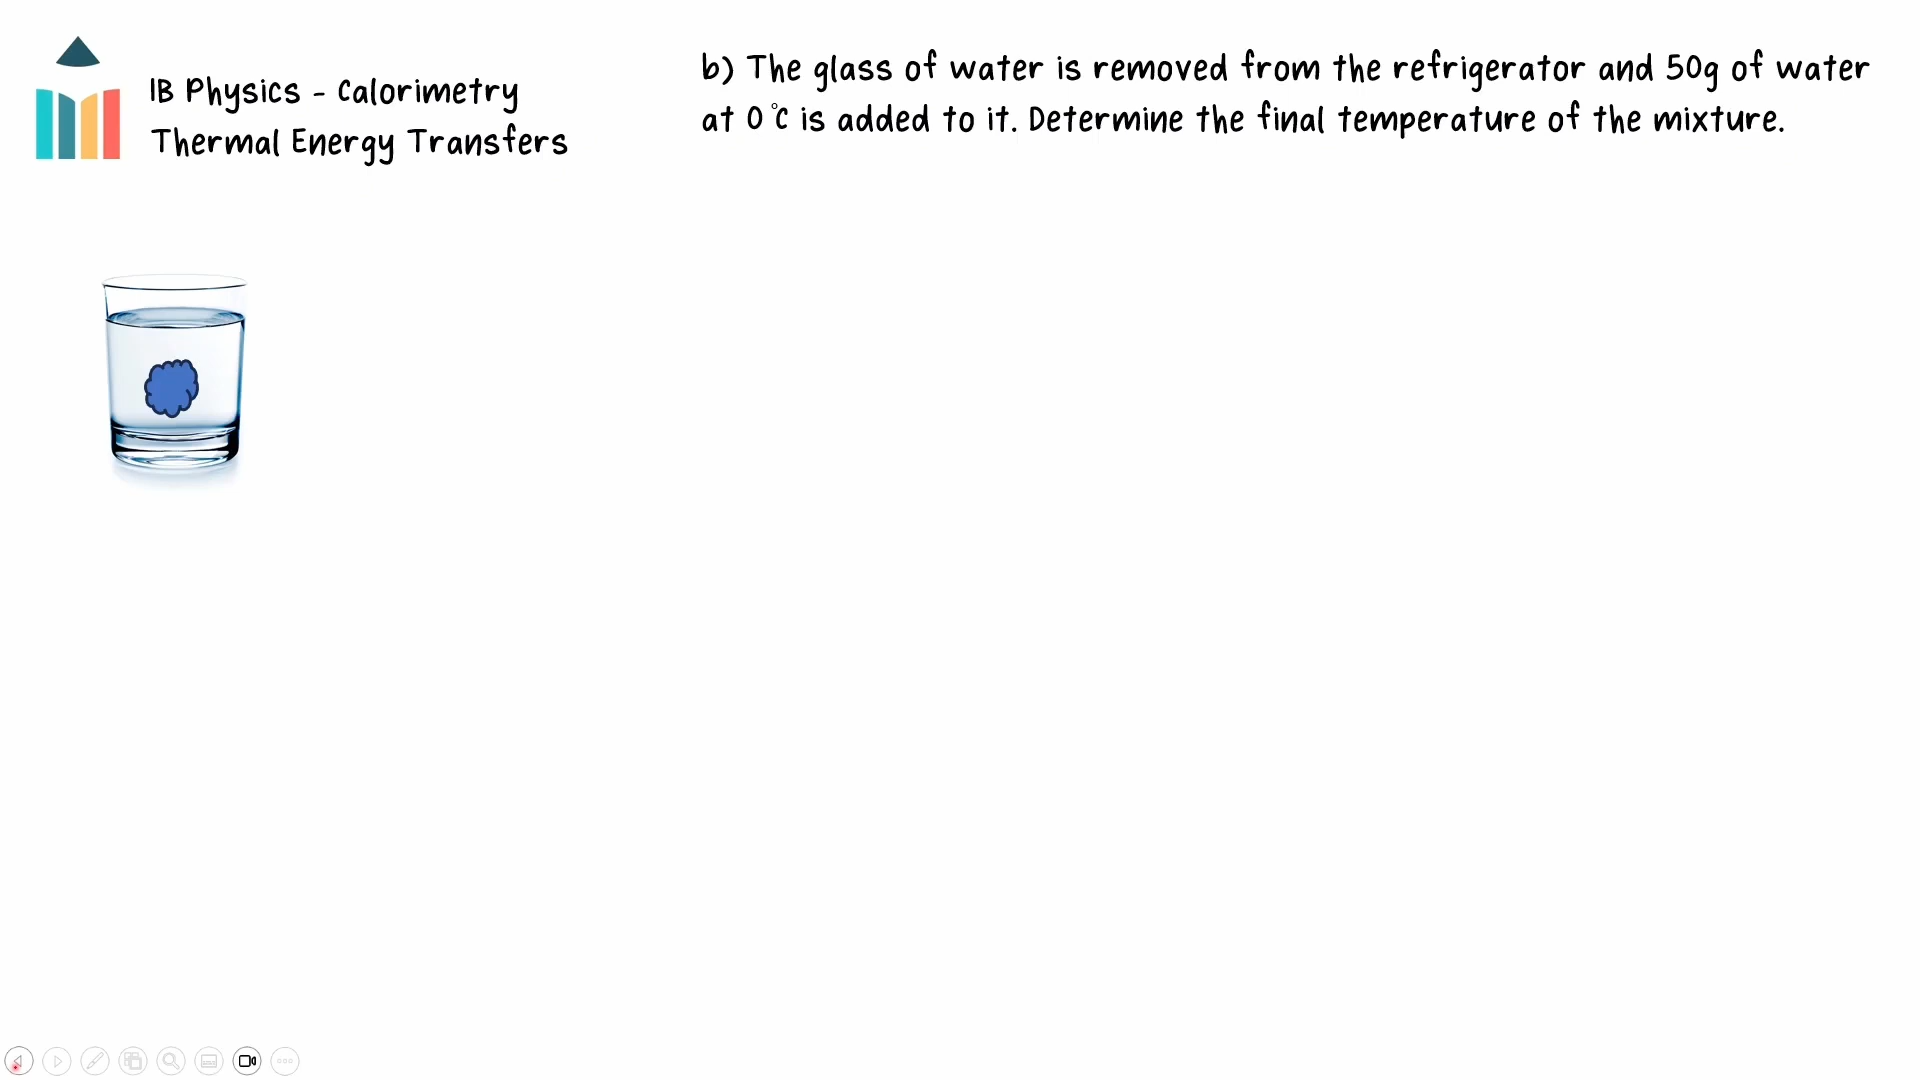 IB Physics - Calorimetry
Thermal Energy Transfers
b) The glass of water is removed from the refrigerator and 50g of water
at 0°C is added to it. Determine the final temperature of the mixture.